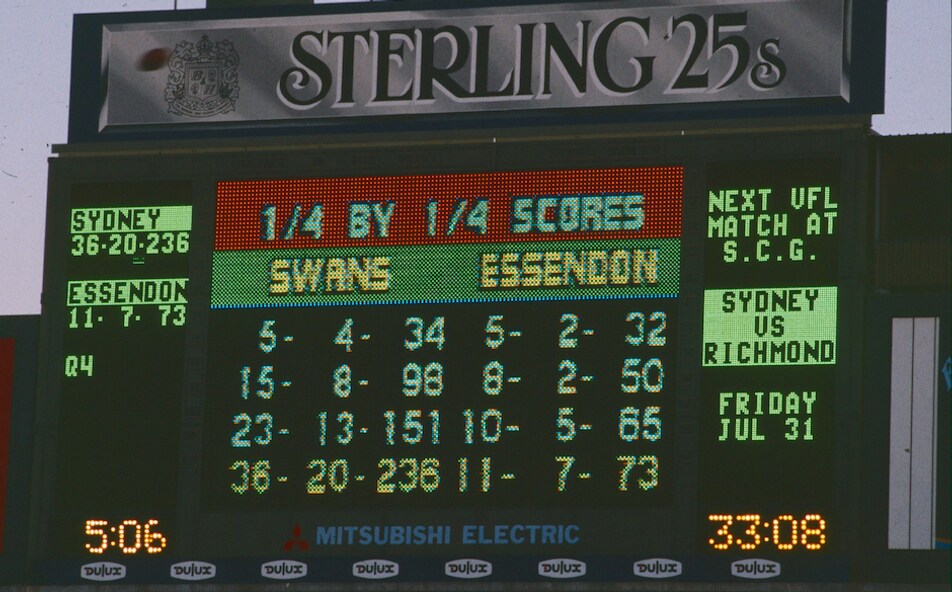 STERLING '25s
SYDNEY
36·20·236
ESSENDON
11· 7· 73
Q4
1/4 BY 1/4 SCORES
SWANS ESSENDON
5- 4- 34 5- 2- 32
15- 8- 98 8- 2- 50
23- 13- 151 10- 5- 65
36- 20- 236 11- 7- 73
NEXT VFL
MATCH AT
S.C.G.
SYDNEY
VS
RICHMOND
FRIDAY
JUL 31
5:06
MITSUBISHI ELECTRIC
33:08
DULUX DULUX DULUX DULUX DULUX DULUX DULUX DULUX